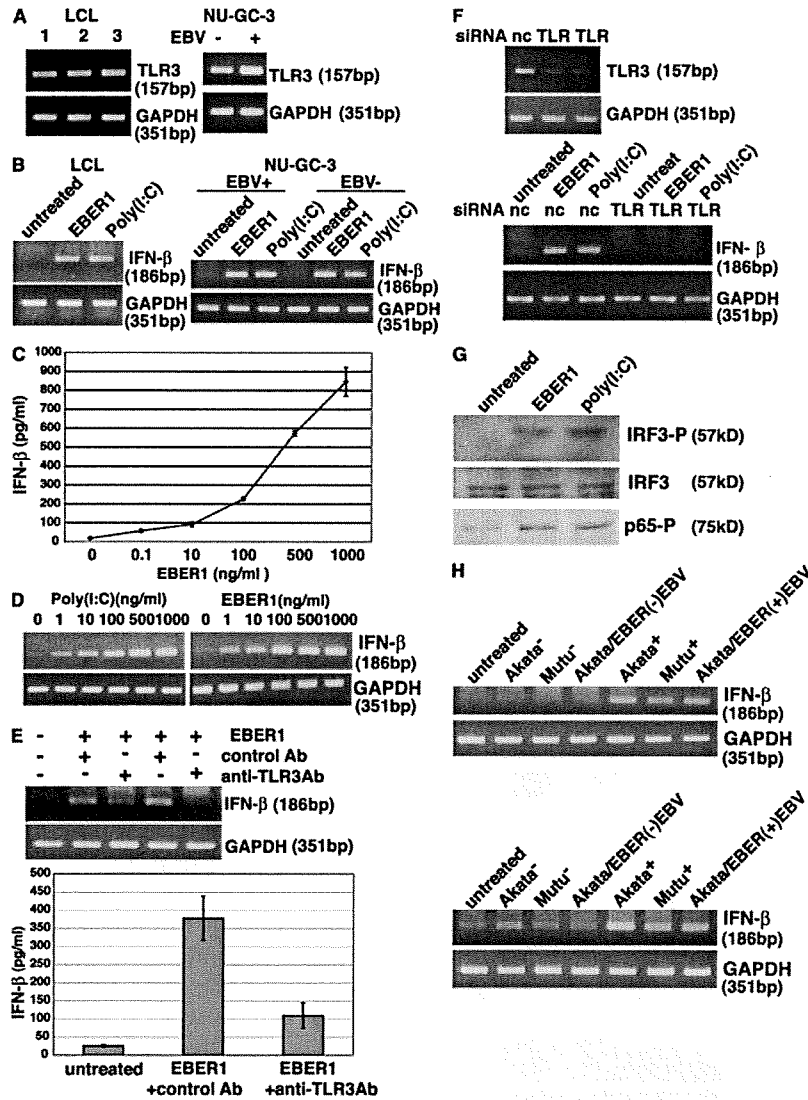 A
LCL
1 2 3
TLR3
(157bp)
GAPDH
(351bp)
NU-GC-3
EBV - +
TLR3 (157bp)
GAPDH (351bp)
B
LCL
untreated EBER1 Poly(I:C)
IFN-β
(186bp)
GAPDH
(351bp)
NU-GC-3
EBV+ EBV-
untreated EBER1 Poly(I:C) untreated EBER1 Poly(I:C)
IFN-β
(186bp)
GAPDH
(351bp)
C
IFN-β (pg/ml)
1000
900
800
700
600
500
400
300
200
100
0
0 0.1 10 100 500 1000
EBER1 (ng/ml )
D
Poly(I:C)(ng/ml) EBER1(ng/ml)
0 1 10 100 5001000 0 1 10 100 5001000
IFN-β
(186bp)
GAPDH
(351bp)
E
- + + + + EBER1
- + - + - control Ab
- - + - + anti-TLR3Ab
IFN-β (186bp)
GAPDH (351bp)
IFN-β (pg/ml)
500
450
400
350
300
250
200
150
100
50
0
untreated EBER1 EBER1
+control Ab +anti-TLR3Ab
F
siRNA nc TLR TLR
TLR3 (157bp)
GAPDH (351bp)
untreated EBER1 Poly(I:C) untreat EBER1 Poly(I:C)
siRNA nc nc nc TLR TLR TLR
IFN- β
(186bp)
GAPDH
(351bp)
G
untreated EBER1 poly(I:C)
IRF3-P (57kD)
IRF3 (57kD)
p65-P (75kD)
H
untreated Akata⁻ Mutu⁻ Akata/EBER(-)EBV Akata⁺ Mutu⁺ Akata/EBER(+)EBV
IFN-β
(186bp)
GAPDH
(351bp)
untreated Akata⁻ Mutu⁻ Akata/EBER(-)EBV Akata⁺ Mutu⁺ Akata/EBER(+)EBV
IFN-β
(186bp)
GAPDH
(351bp)